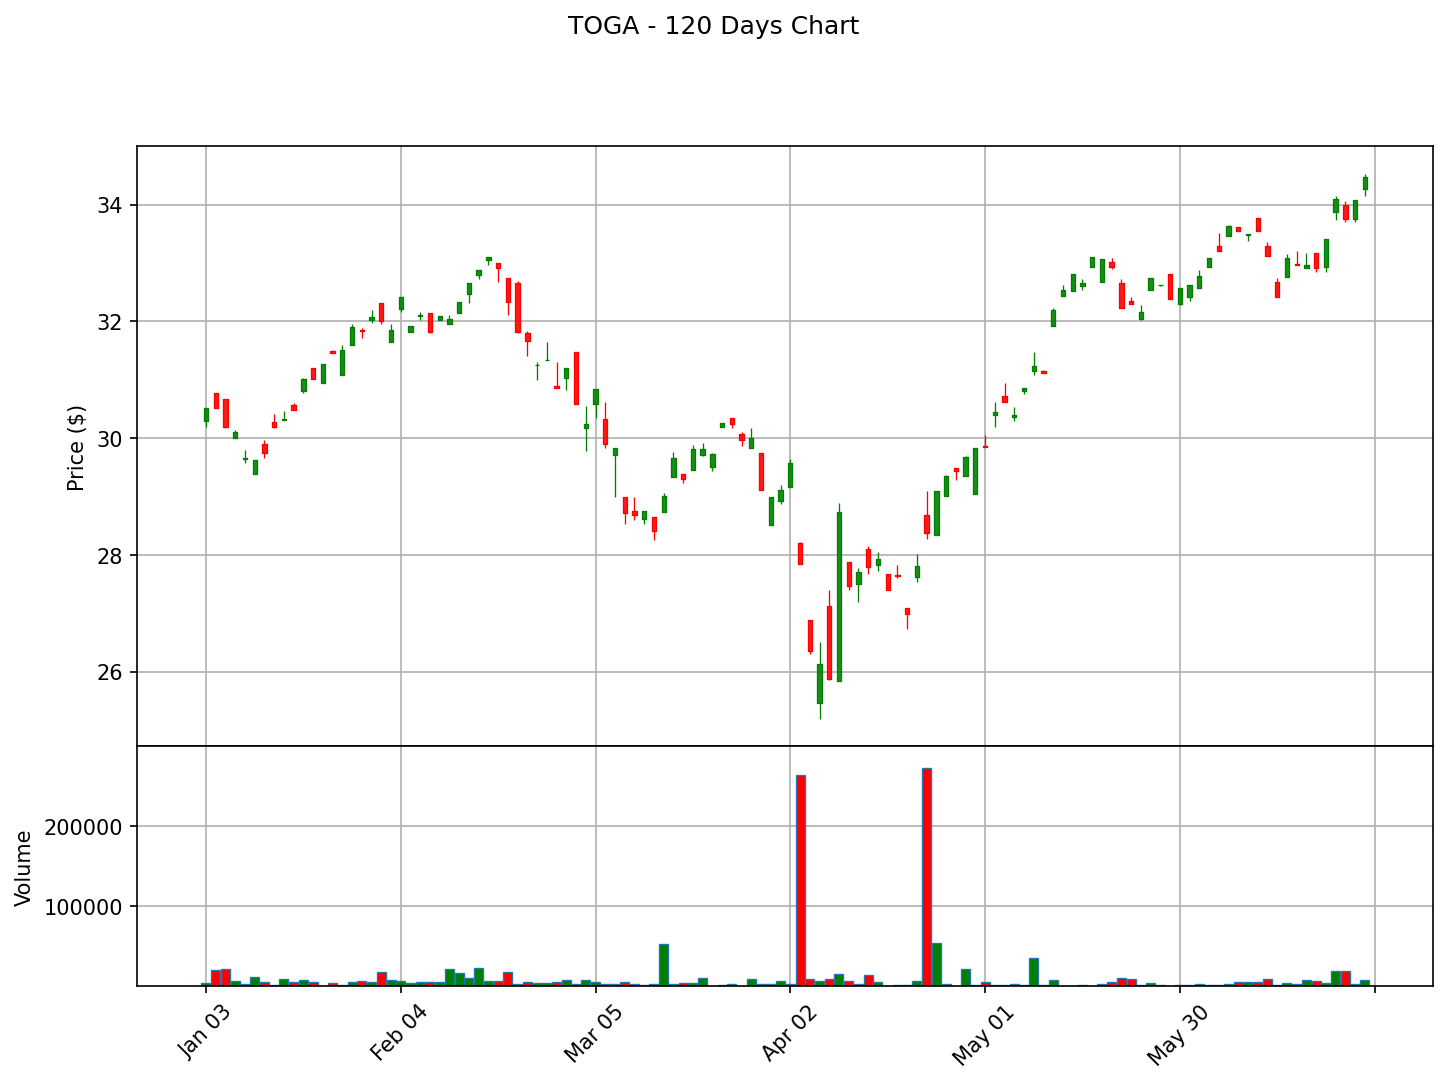 TOGA - 120 Days Chart
Price ($)
34
32
30
28
26
Volume
200000
100000
Jan 03
Feb 04
Mar 05
Apr 02
May 01
May 30